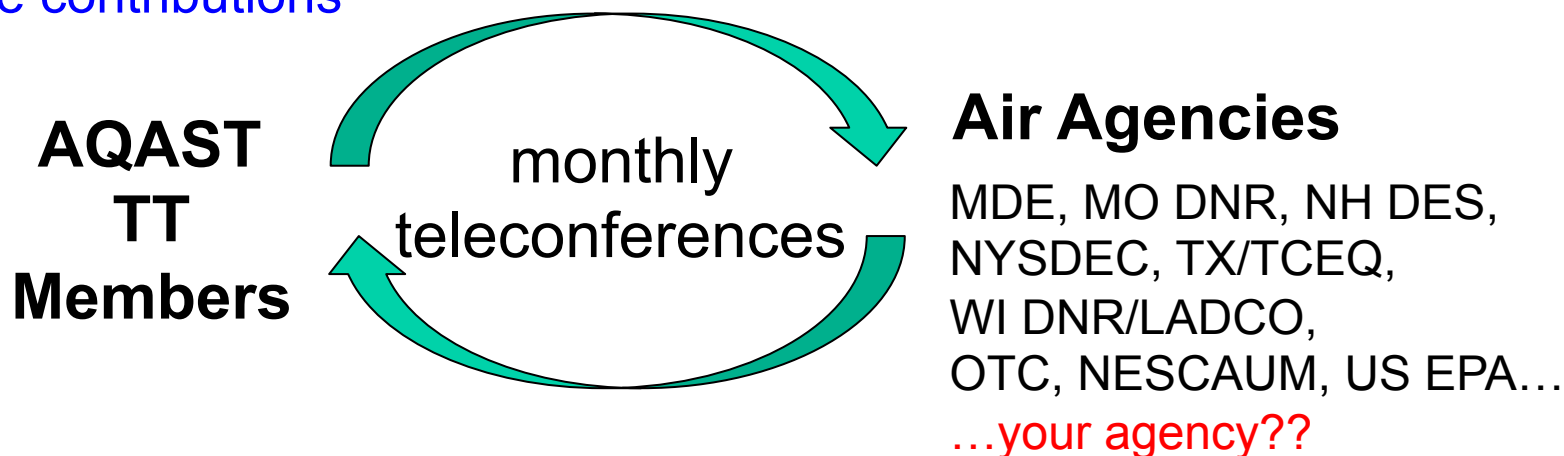 contributions
AQAST
TT
Members
monthly
teleconferences
Air Agencies
MDE, MO DNR, NH DES,
NYSDEC, TX/TCEQ,
WI DNR/LADCO,
OTC, NESCAUM, US EPA…
…your agency??